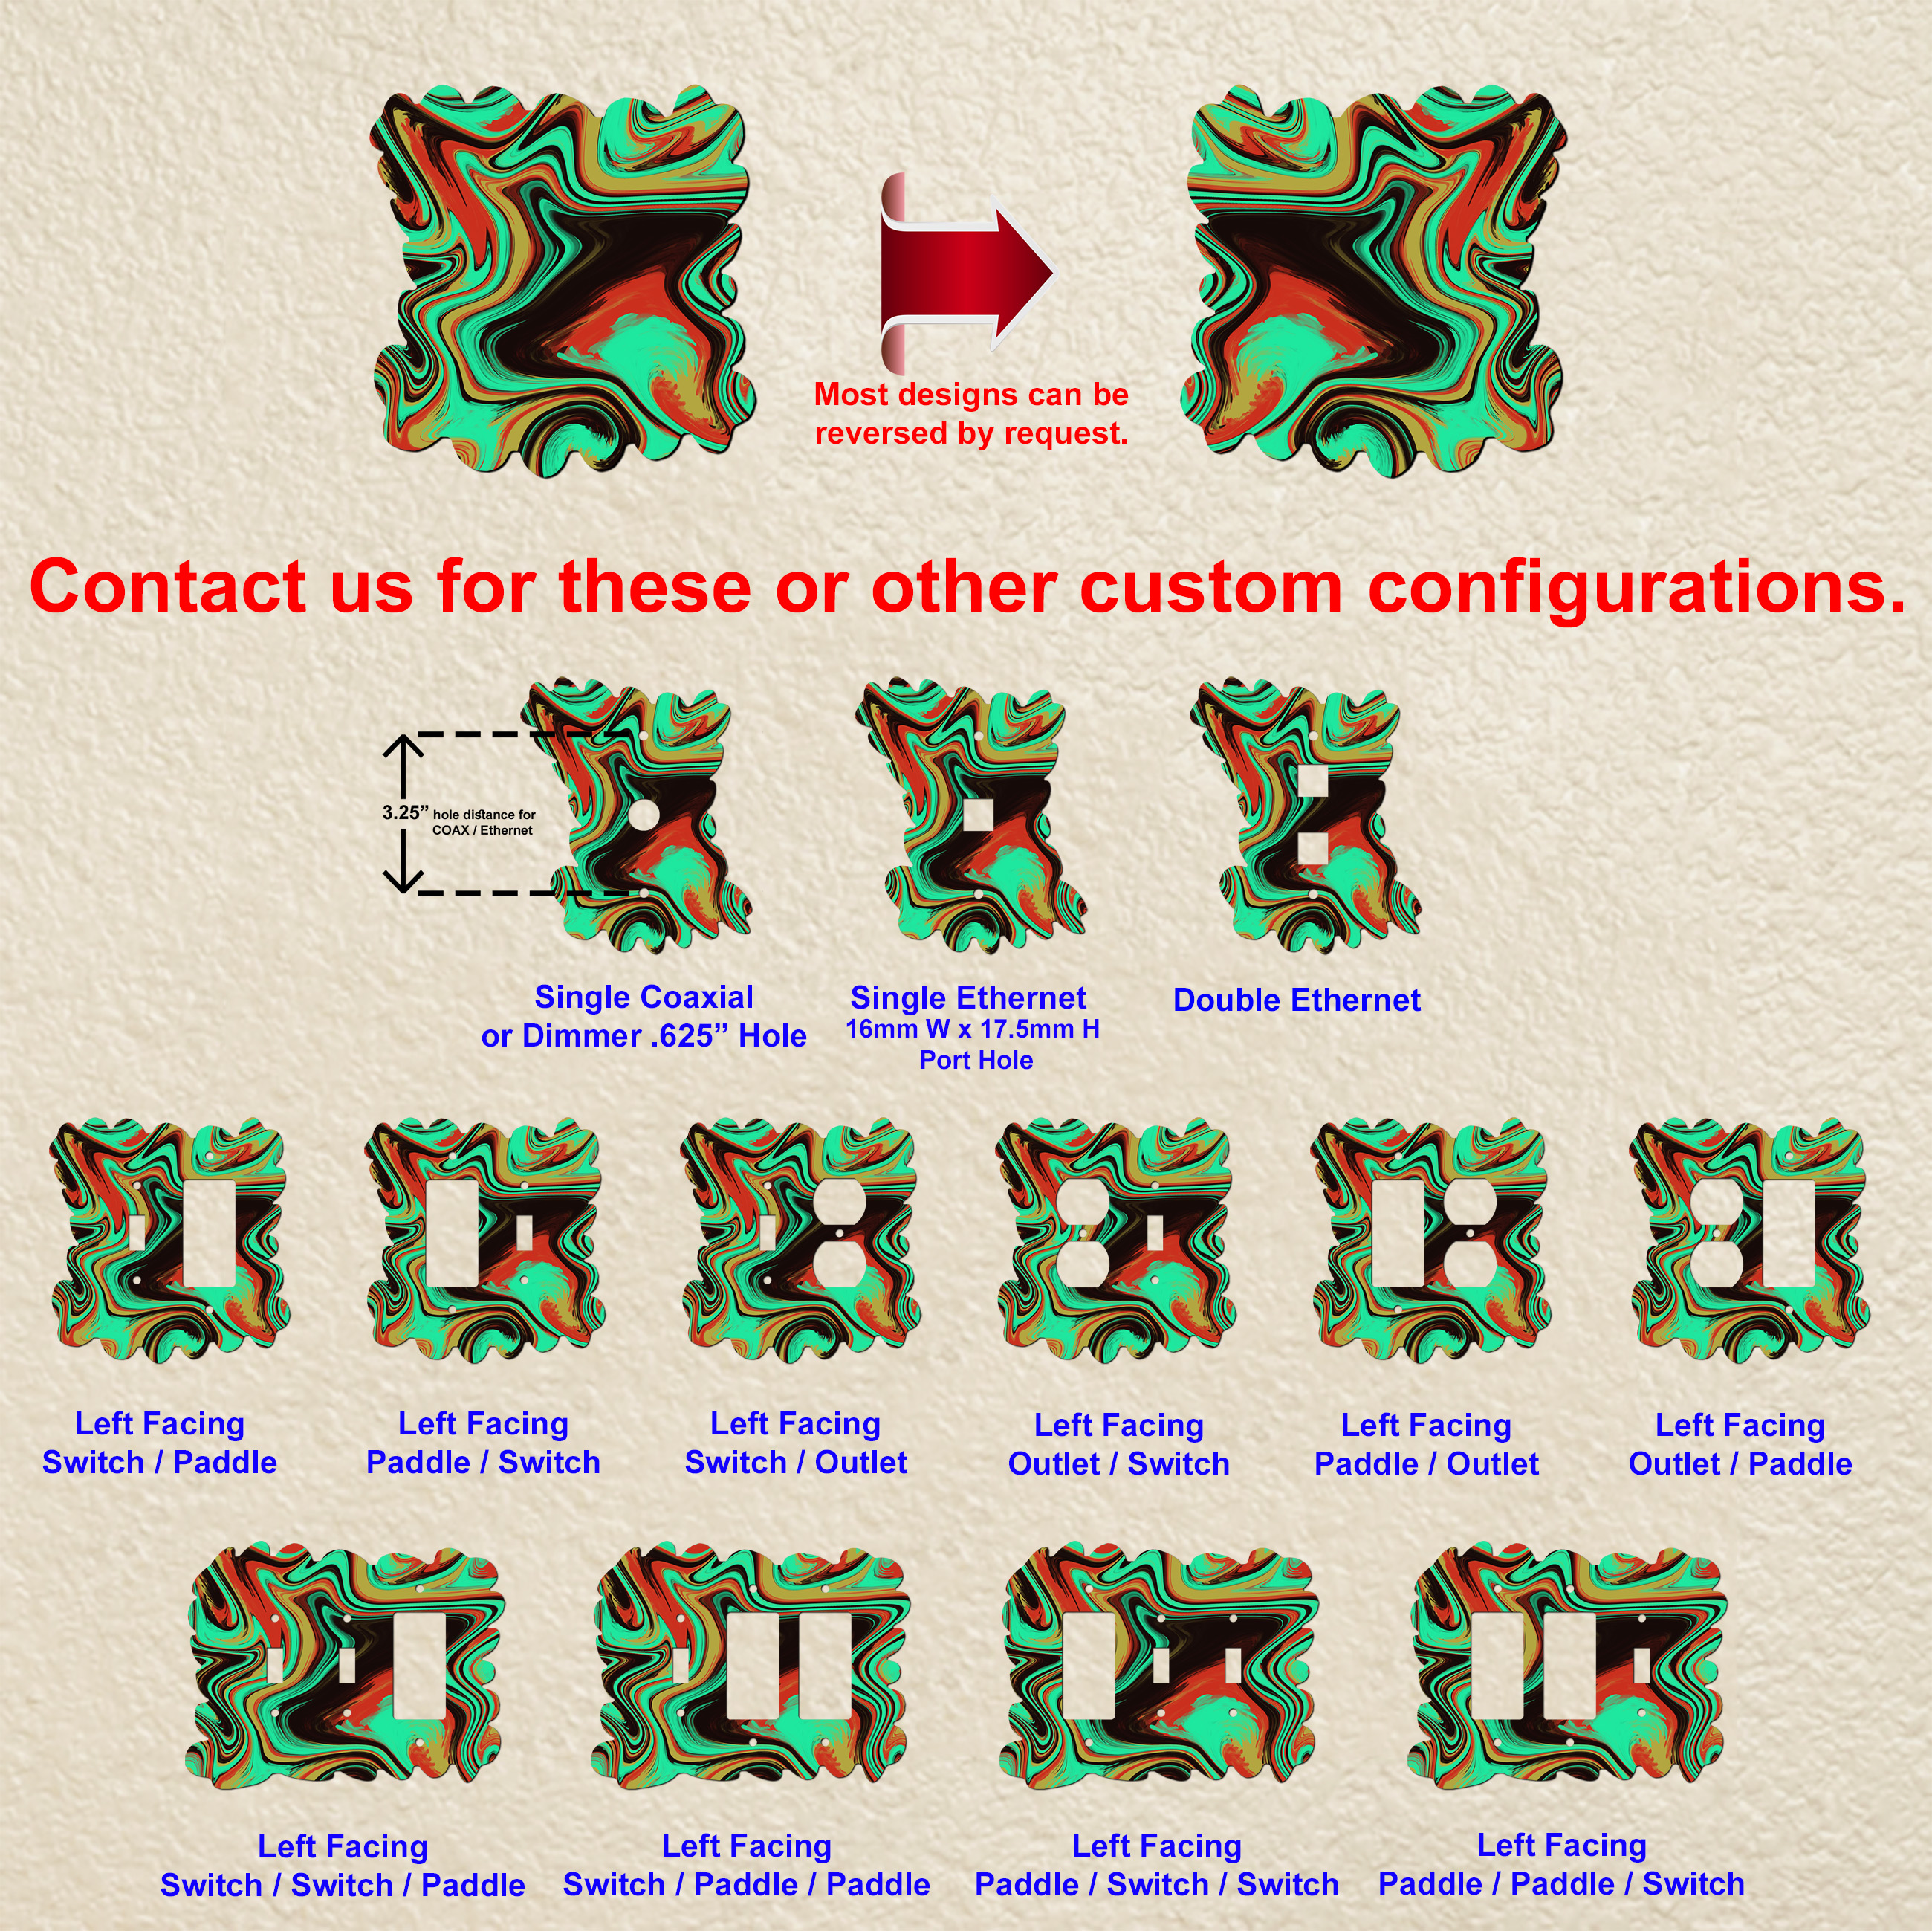 Most designs can be
reversed by request.
Contact us for these or other custom configurations.
3.25” hole distance for
COAX / Ethernet
Single Coaxial
or Dimmer .625” Hole
Single Ethernet
16mm W x 17.5mm H
Port Hole
Double Ethernet
Left Facing
Switch / Paddle
Left Facing
Paddle / Switch
Left Facing
Switch / Outlet
Left Facing
Outlet / Switch
Left Facing
Paddle / Outlet
Left Facing
Outlet / Paddle
Left Facing
Switch / Switch / Paddle
Left Facing
Switch / Paddle / Paddle
Left Facing
Paddle / Switch / Switch
Left Facing
Paddle / Paddle / Switch